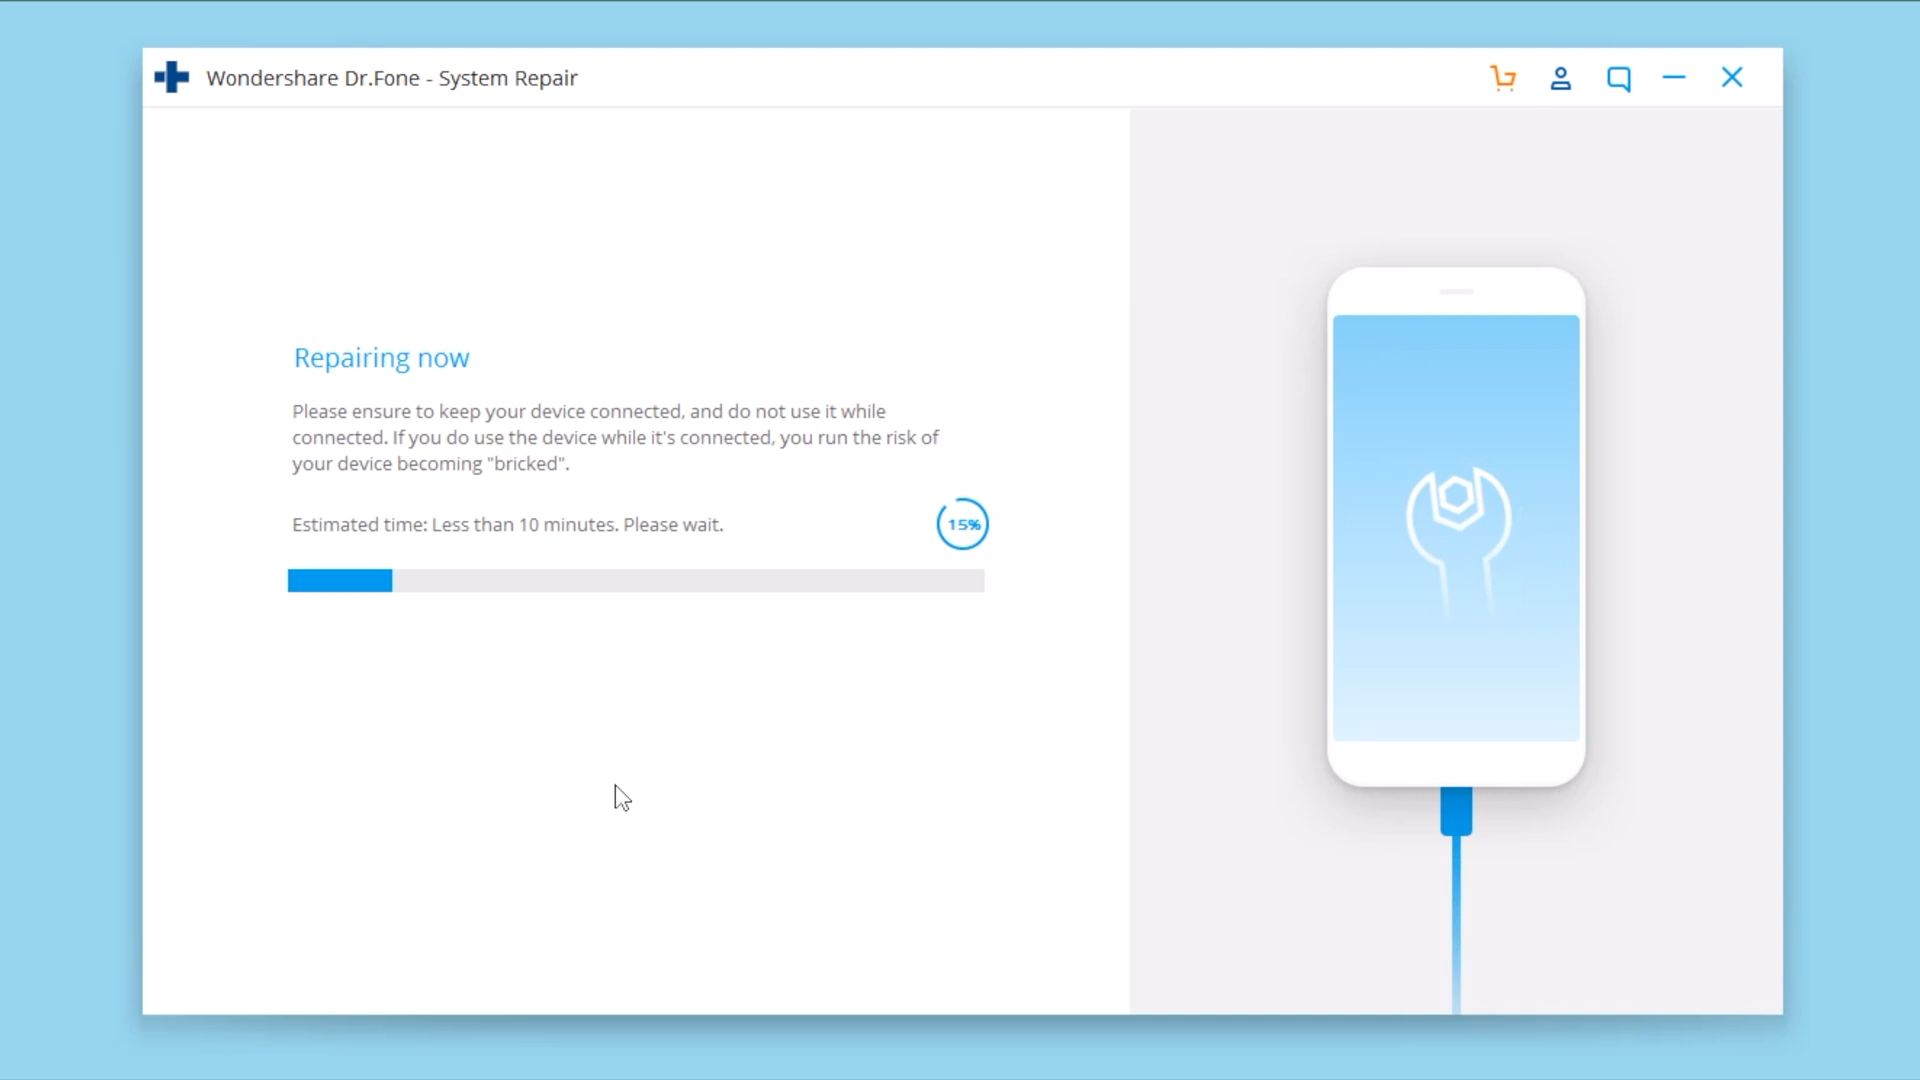 Wondershare Dr.Fone - System Repair
Repairing now
Please ensure to keep your device connected, and do not use it while
connected. If you do use the device while it's connected, you run the risk of
your device becoming "bricked".
Estimated time: Less than 10 minutes. Please wait.
15%